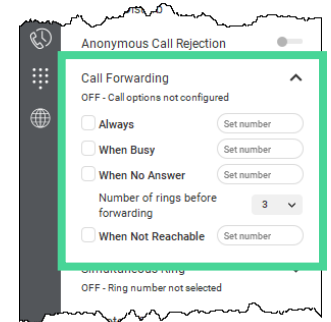 Anonymous Call Rejection
Call Forwarding
OFF - Call options not configured
Always Set number
When Busy Set number
When No Answer Set number
Number of rings before
forwarding 3
When Not Reachable Set number
Simultaneous Ring
OFF - Ring number not selected